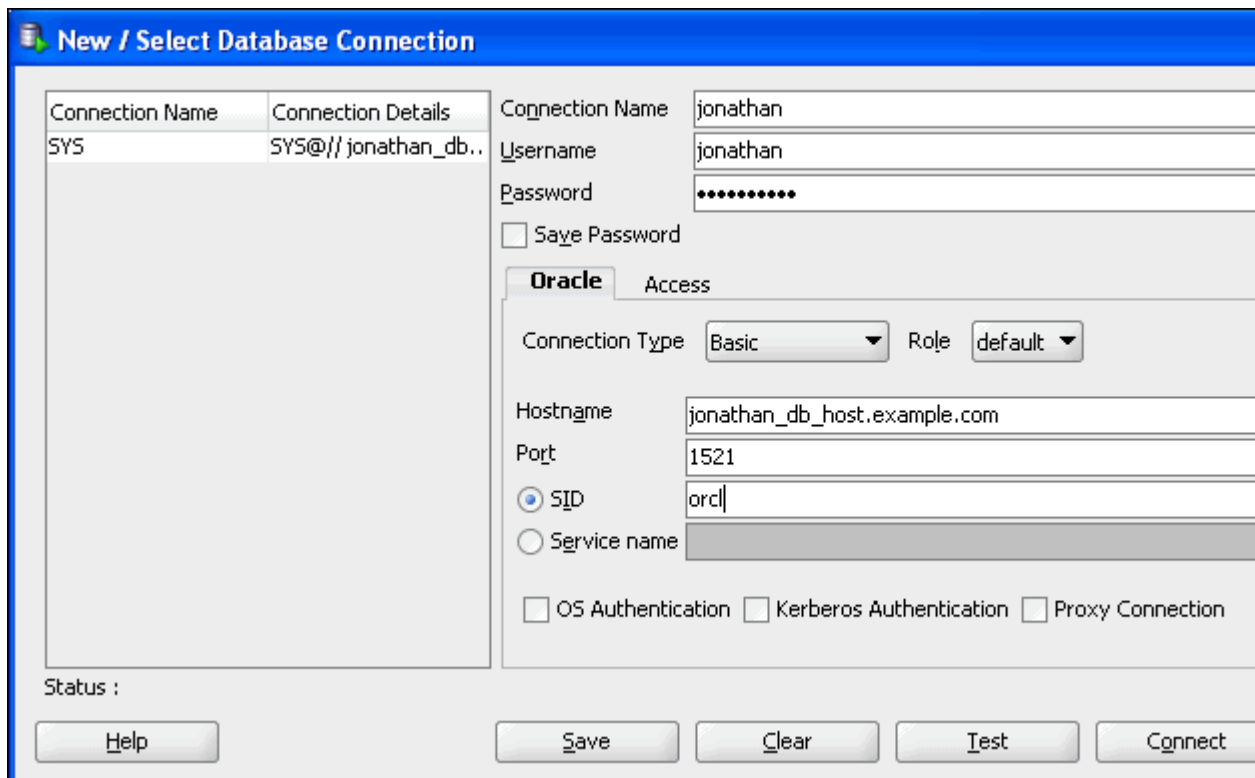 New / Select Database Connection
Connection Name Connection Details
SYS SYS@// jonathan_db..
Connection Name jonathan
Username jonathan
Password ••••••••••
Save Password
Oracle Access
Connection Type Basic Role default
Hostname jonathan_db_host.example.com
Port 1521
SID orcl
Service name
OS Authentication Kerberos Authentication Proxy Connection
Status :
Help Save Clear Test Connect